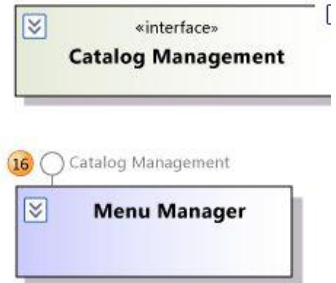 «interface»
Catalog Management
16 Catalog Management
Menu Manager